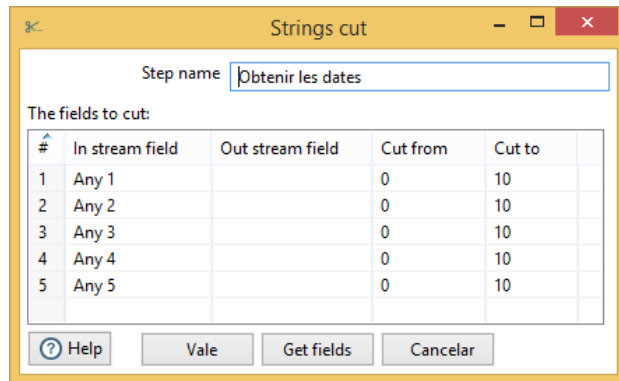 Strings cut
Step name Obtenir les dates
The fields to cut:
# In stream field Out stream field Cut from Cut to
1 Any 1 0 10
2 Any 2 0 10
3 Any 3 0 10
4 Any 4 0 10
5 Any 5 0 10
? Help Vale Get fields Cancelar